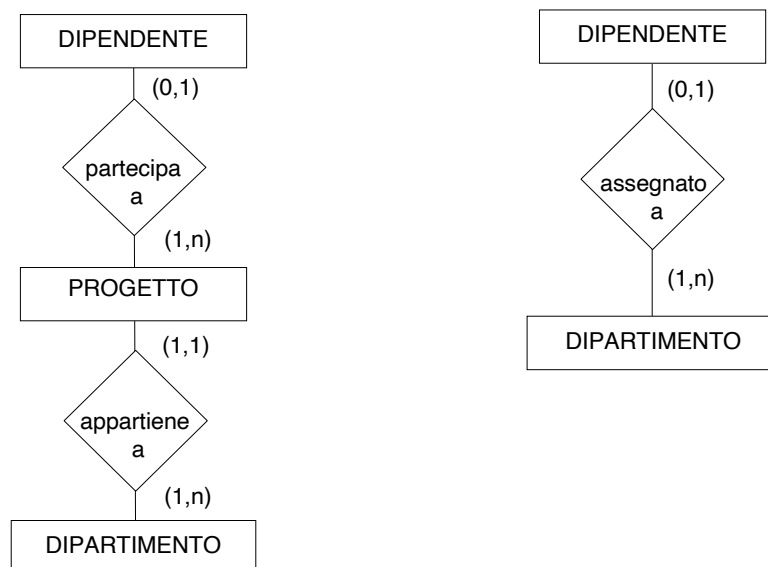 DIPENDENTE
(0,1)
partecipa
a
(1,n)
PROGETTO
(1,1)
appartiene
a
(1,n)
DIPARTIMENTO
DIPENDENTE
(0,1)
assegnato
a
(1,n)
DIPARTIMENTO